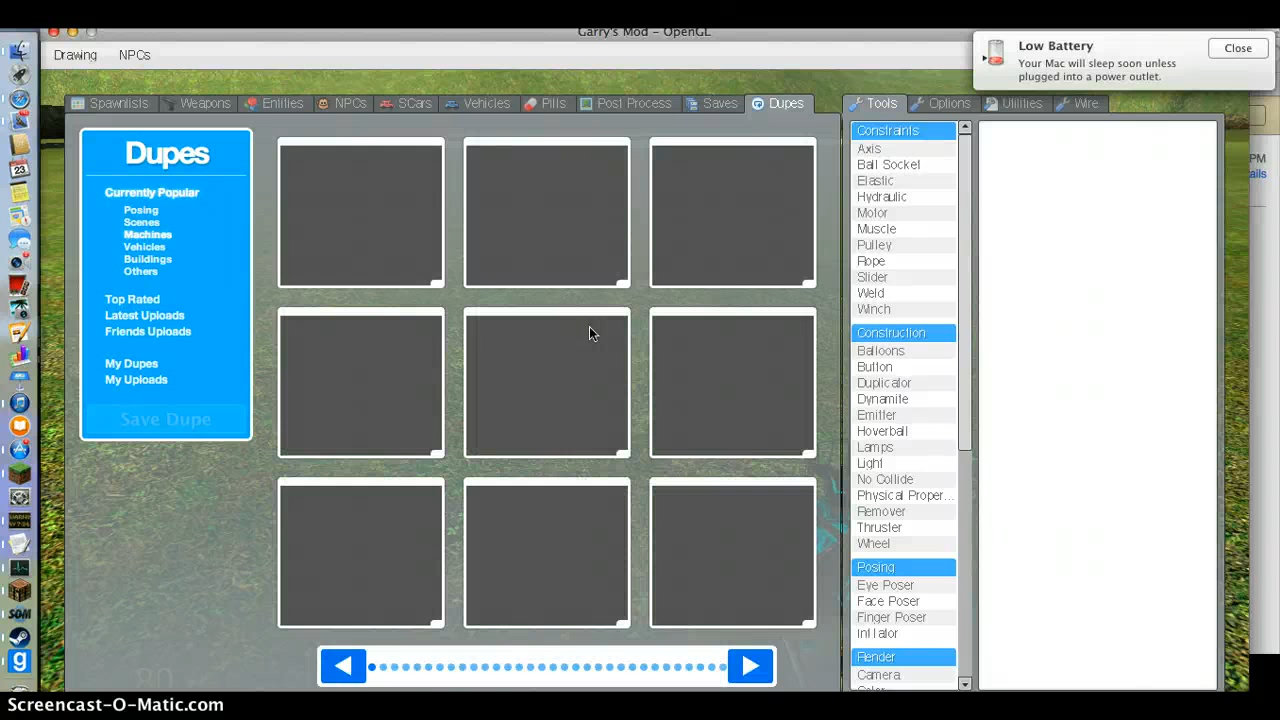 Garry's Mod - OpenGL
Drawing NPCs
Low Battery
Your Mac will sleep soon unless
plugged into a power outlet.
Close
Spawnlists Weapons Entities NPCs SCars Vehicles Pills Post Process Saves Dupes
Tools Options Utilities Wire
Dupes
Currently Popular
Posing
Scenes
Machines
Vehicles
Buildings
Others
Top Rated
Latest Uploads
Friends Uploads
My Dupes
My Uploads
Save Dupe
Constraints
Axis
Ball Socket
Elastic
Hydraulic
Motor
Muscle
Pulley
Rope
Slider
Weld
Winch
Construction
Balloons
Button
Duplicator
Dynamite
Emitter
Hoverball
Lamps
Light
No Collide
Physical Proper...
Remover
Thruster
Wheel
Posing
Eye Poser
Face Poser
Finger Poser
Inflator
Render
Camera
PM
23
SOM
g
Screencast-O-Matic.com